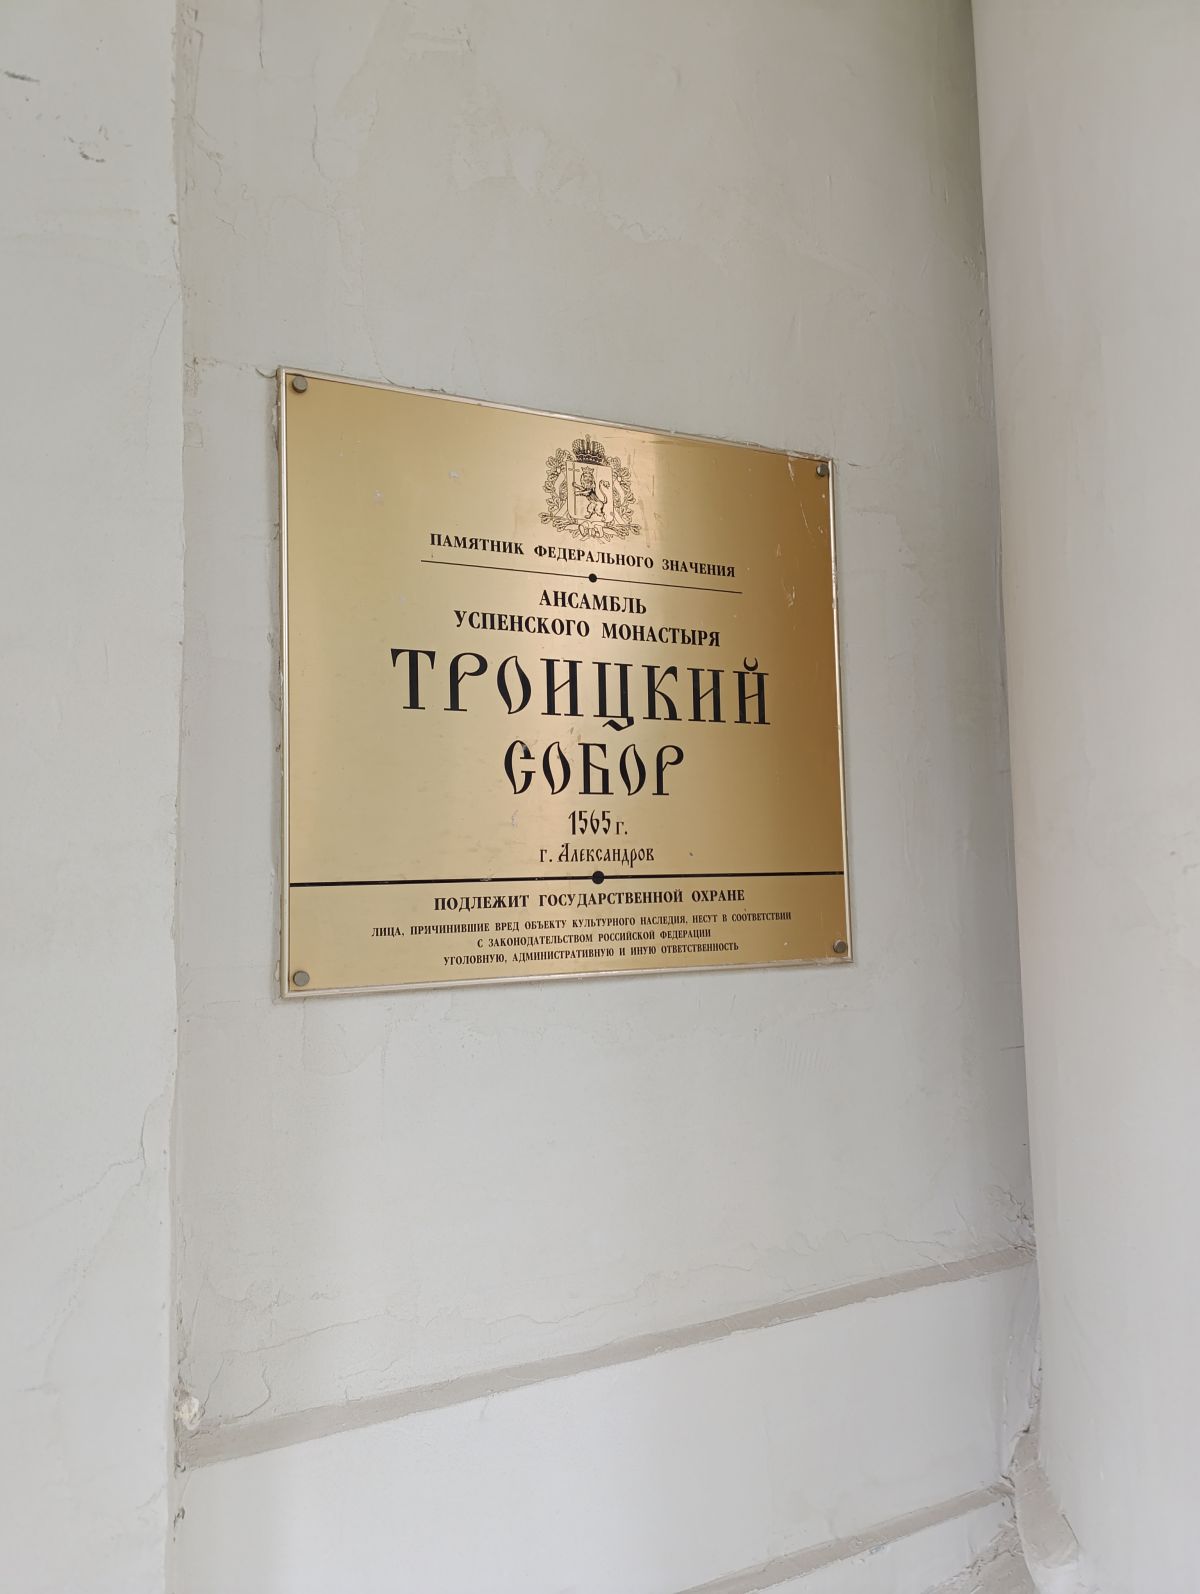 ПАМЯТНИК ФЕДЕРАЛЬНОГО ЗНАЧЕНИЯ
АНСАМБЛЬ
УСПЕНСКОГО МОНАСТЫРЯ
ТРОИЦКИЙ
СОБОР
1565 г.
г. Александров
ПОДЛЕЖИТ ГОСУДАРСТВЕННОЙ ОХРАНЕ
ЛИЦА, ПРИЧИНИВШИЕ ВРЕД ОБЪЕКТУ КУЛЬТУРНОГО НАСЛЕДИЯ, НЕСУТ В СООТВЕТСТВИИ
С ЗАКОНОДАТЕЛЬСТВОМ РОССИЙСКОЙ ФЕДЕРАЦИИ
УГОЛОВНУЮ, АДМИНИСТРАТИВНУЮ И ИНУЮ ОТВЕТСТВЕННОСТЬ